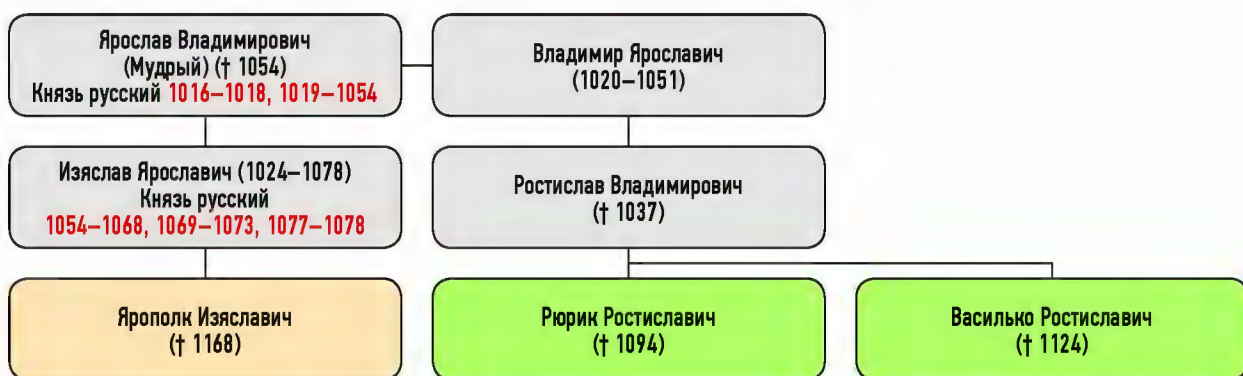 Ярослав Владимирович
(Мудрый) († 1054)
Князь русский 1016–1018, 1019–1054
Владимир Ярославич
(1020–1051)
Изяслав Ярославич (1024–1078)
Князь русский
1054–1068, 1069–1073, 1077–1078
Ростислав Владимирович
(† 1037)
Ярополк Изяславич
(† 1168)
Рюрик Ростиславич
(† 1094)
Василько Ростиславич
(† 1124)